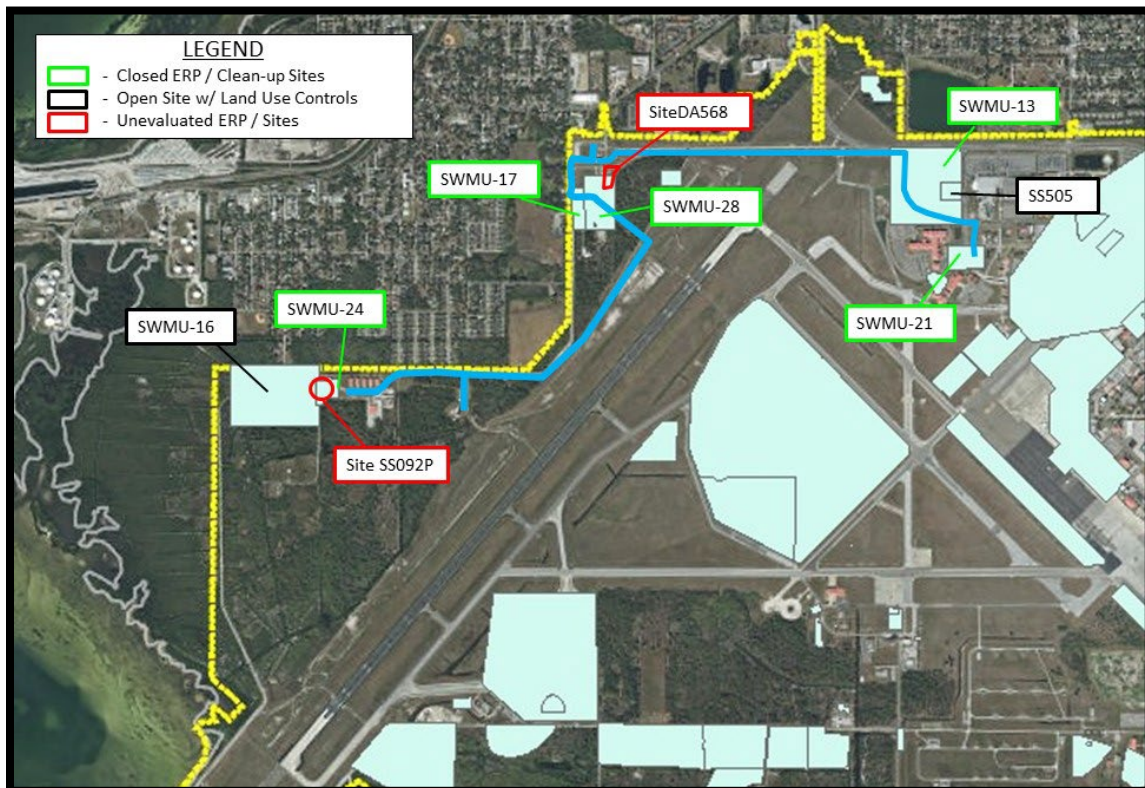 LEGEND
- Closed ERP / Clean-up Sites
- Open Site w/ Land Use Controls
- Unevaluated ERP / Sites
SiteDA568
SWMU-13
SWMU-17
SWMU-28
SS505
SWMU-24
SWMU-16
SWMU-21
Site SS092P